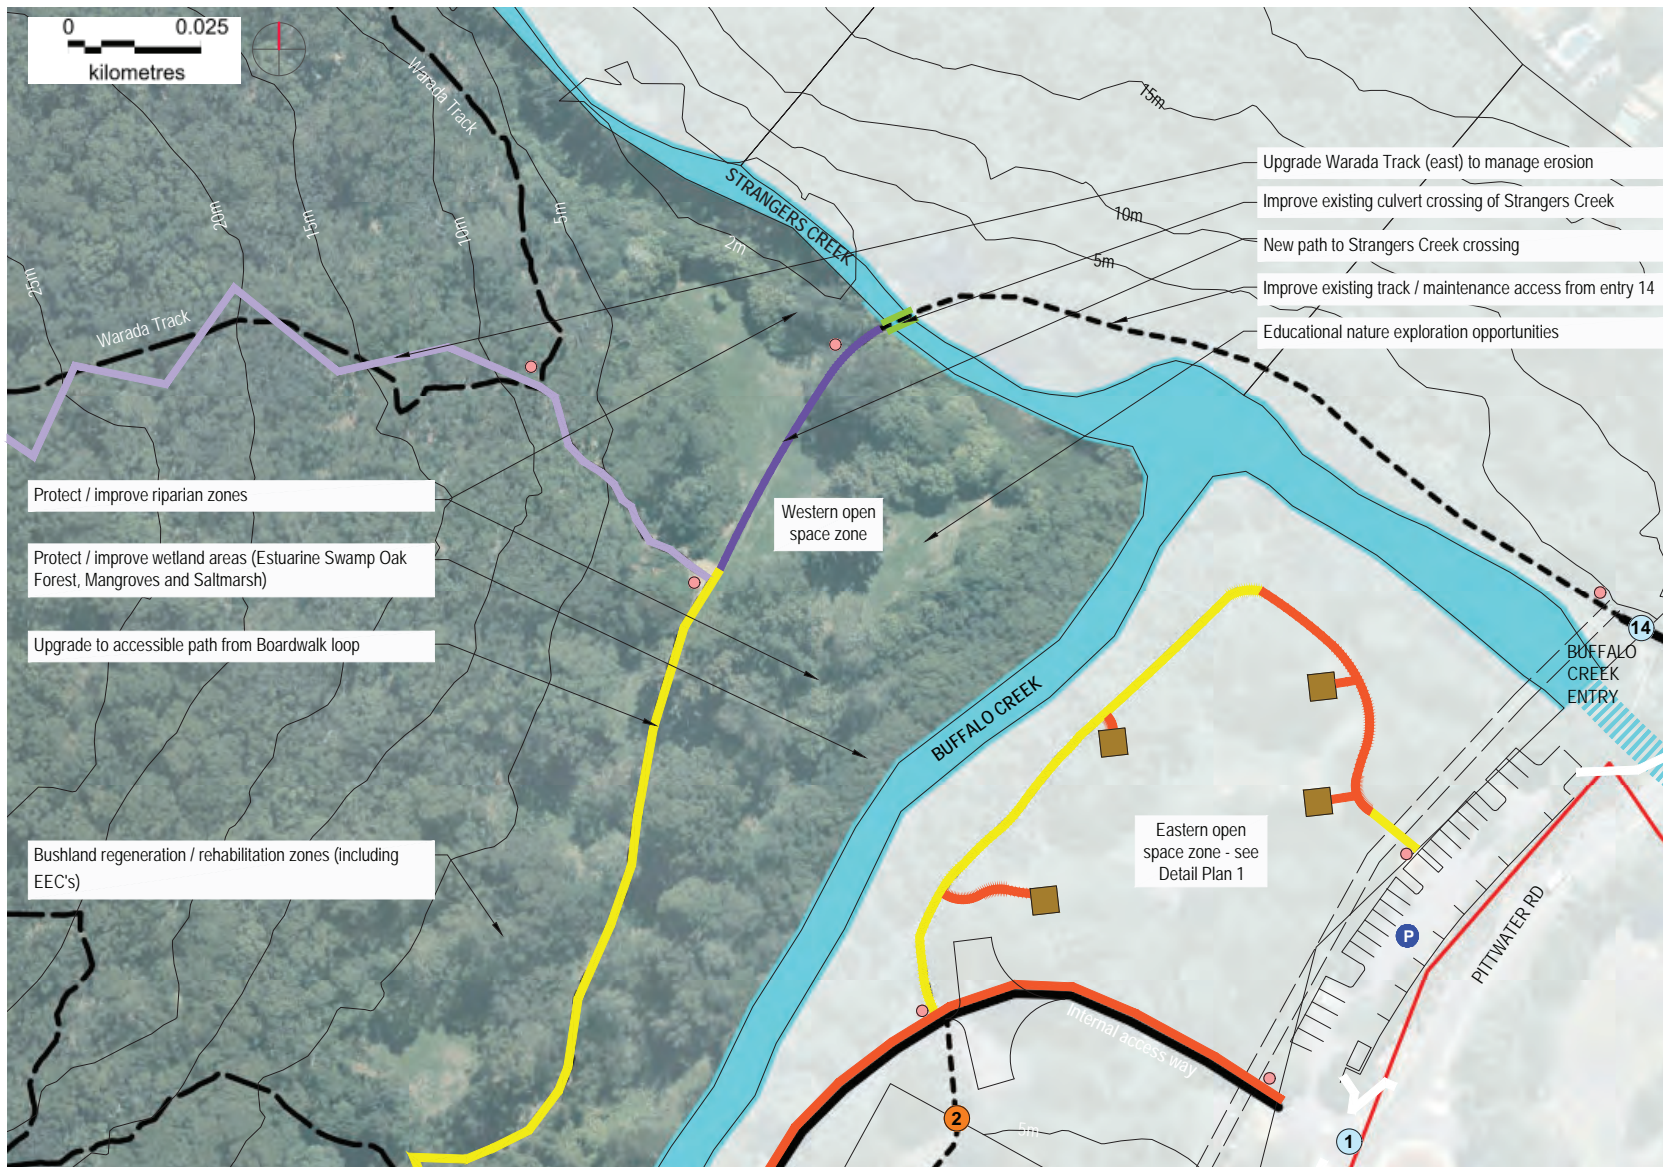 0 0.025
kilometres
Warada Track
15m
Upgrade Warada Track (east) to manage erosion
STRANGERS CREEK
Improve existing culvert crossing of Strangers Creek
20m
15m
10m
5m
10m
2m
New path to Strangers Creek crossing
5m
25m
Improve existing track / maintenance access from entry 14
Warada Track
Educational nature exploration opportunities
Protect / improve riparian zones
Western open
space zone
Protect / improve wetland areas (Estuarine Swamp Oak
Forest, Mangroves and Saltmarsh)
14
Upgrade to accessible path from Boardwalk loop
BUFFALO
CREEK
ENTRY
BUFFALO CREEK
Eastern open
space zone - see
Detail Plan 1
Bushland regeneration / rehabilitation zones (including
EEC's)
P
PITTWATER RD
Internal access way
2
5m
1